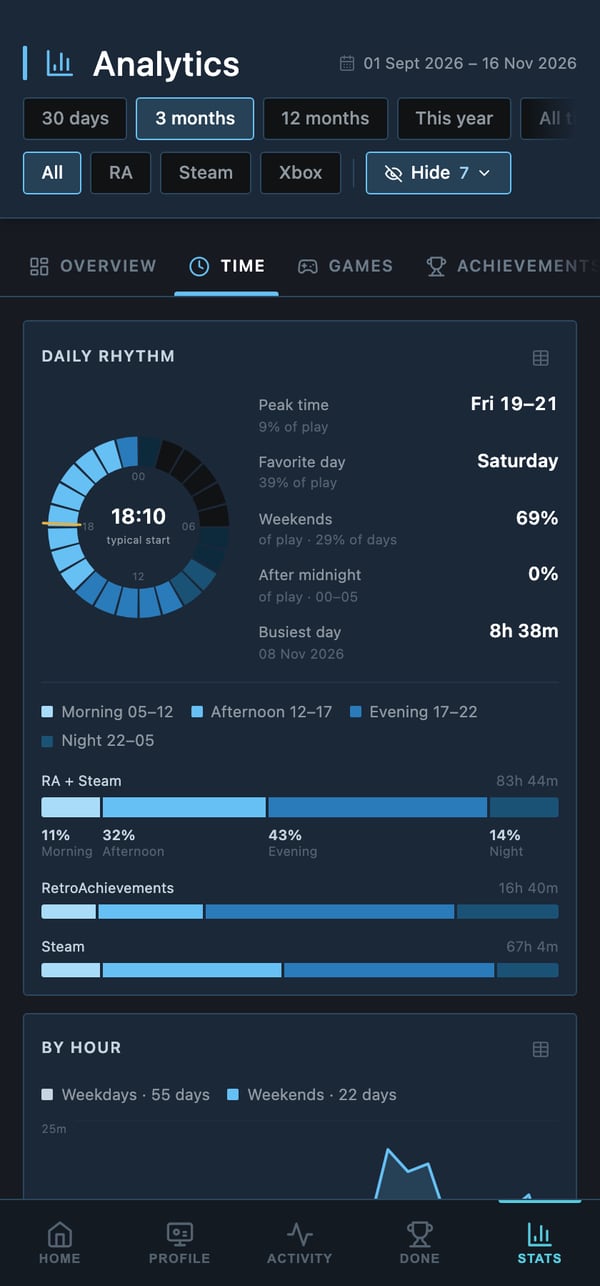 Analytics
01 Sept 2026 – 16 Nov 2026
30 days
3 months
12 months
This year
All
All
RA
Steam
Xbox
Hide 7
OVERVIEW
TIME
GAMES
ACHIEVEMENTS
DAILY RHYTHM
00
18
06
12
18:10
typical start
Peak time
Fri 19–21
9% of play
Favorite day
Saturday
39% of play
Weekends
69%
of play · 29% of days
After midnight
0%
of play · 00–05
Busiest day
8h 38m
08 Nov 2026
Morning 05–12
Afternoon 12–17
Evening 17–22
Night 22–05
RA + Steam
83h 44m
11%
32%
43%
14%
Morning
Afternoon
Evening
Night
RetroAchievements
16h 40m
Steam
67h 4m
BY HOUR
Weekdays · 55 days
Weekends · 22 days
25m
HOME
PROFILE
ACTIVITY
DONE
STATS